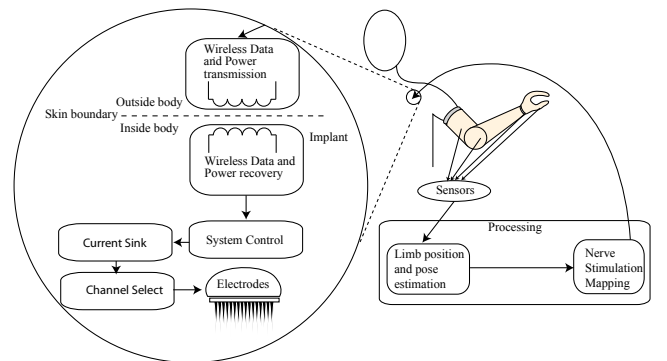 Wireless Data
and Power
transmission
Outside body
Skin boundary
Inside body
Implant
Wireless Data and
Power recovery
System Control
Current Sink
Channel Select
Electrodes
Sensors
Processing
Limb position
and pose
estimation
Nerve
Stimulation
Mapping